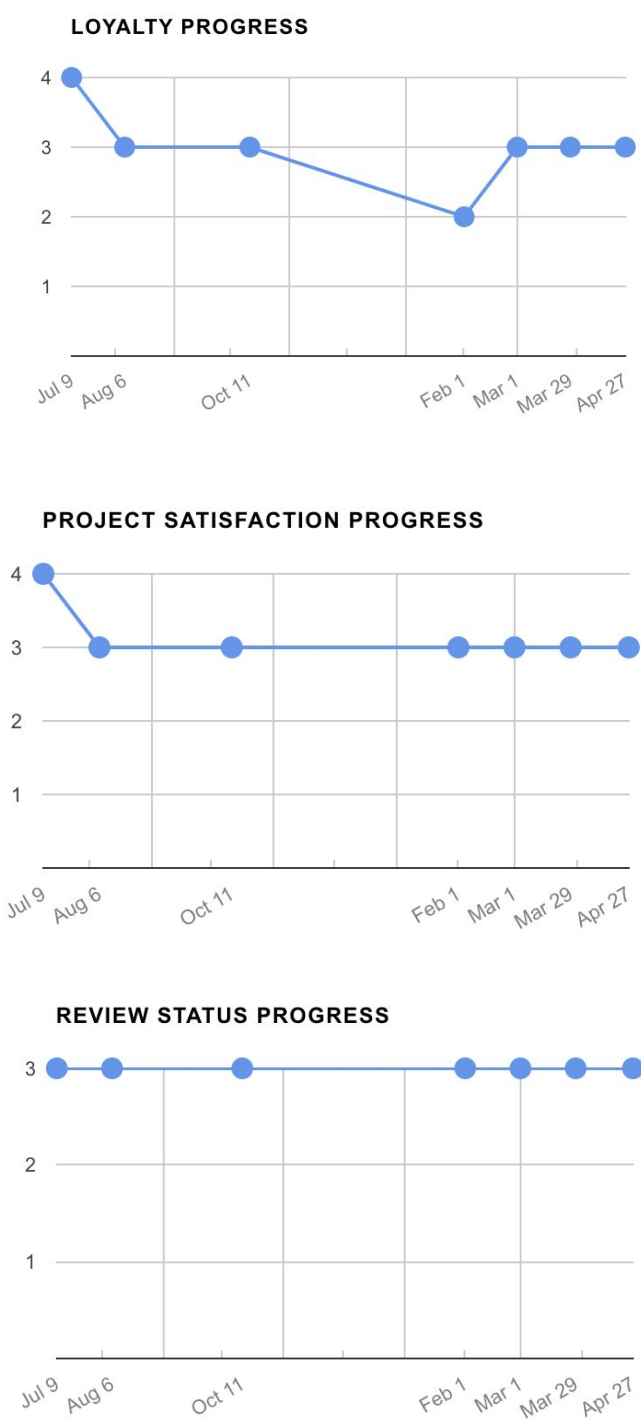 LOYALTY PROGRESS
4
3
2
1
Jul 9 Aug 6 Oct 11 Feb 1 Mar 1 Mar 29 Apr 27
PROJECT SATISFACTION PROGRESS
4
3
2
1
Jul 9 Aug 6 Oct 11 Feb 1 Mar 1 Mar 29 Apr 27
REVIEW STATUS PROGRESS
3
2
1
Jul 9 Aug 6 Oct 11 Feb 1 Mar 1 Mar 29 Apr 27